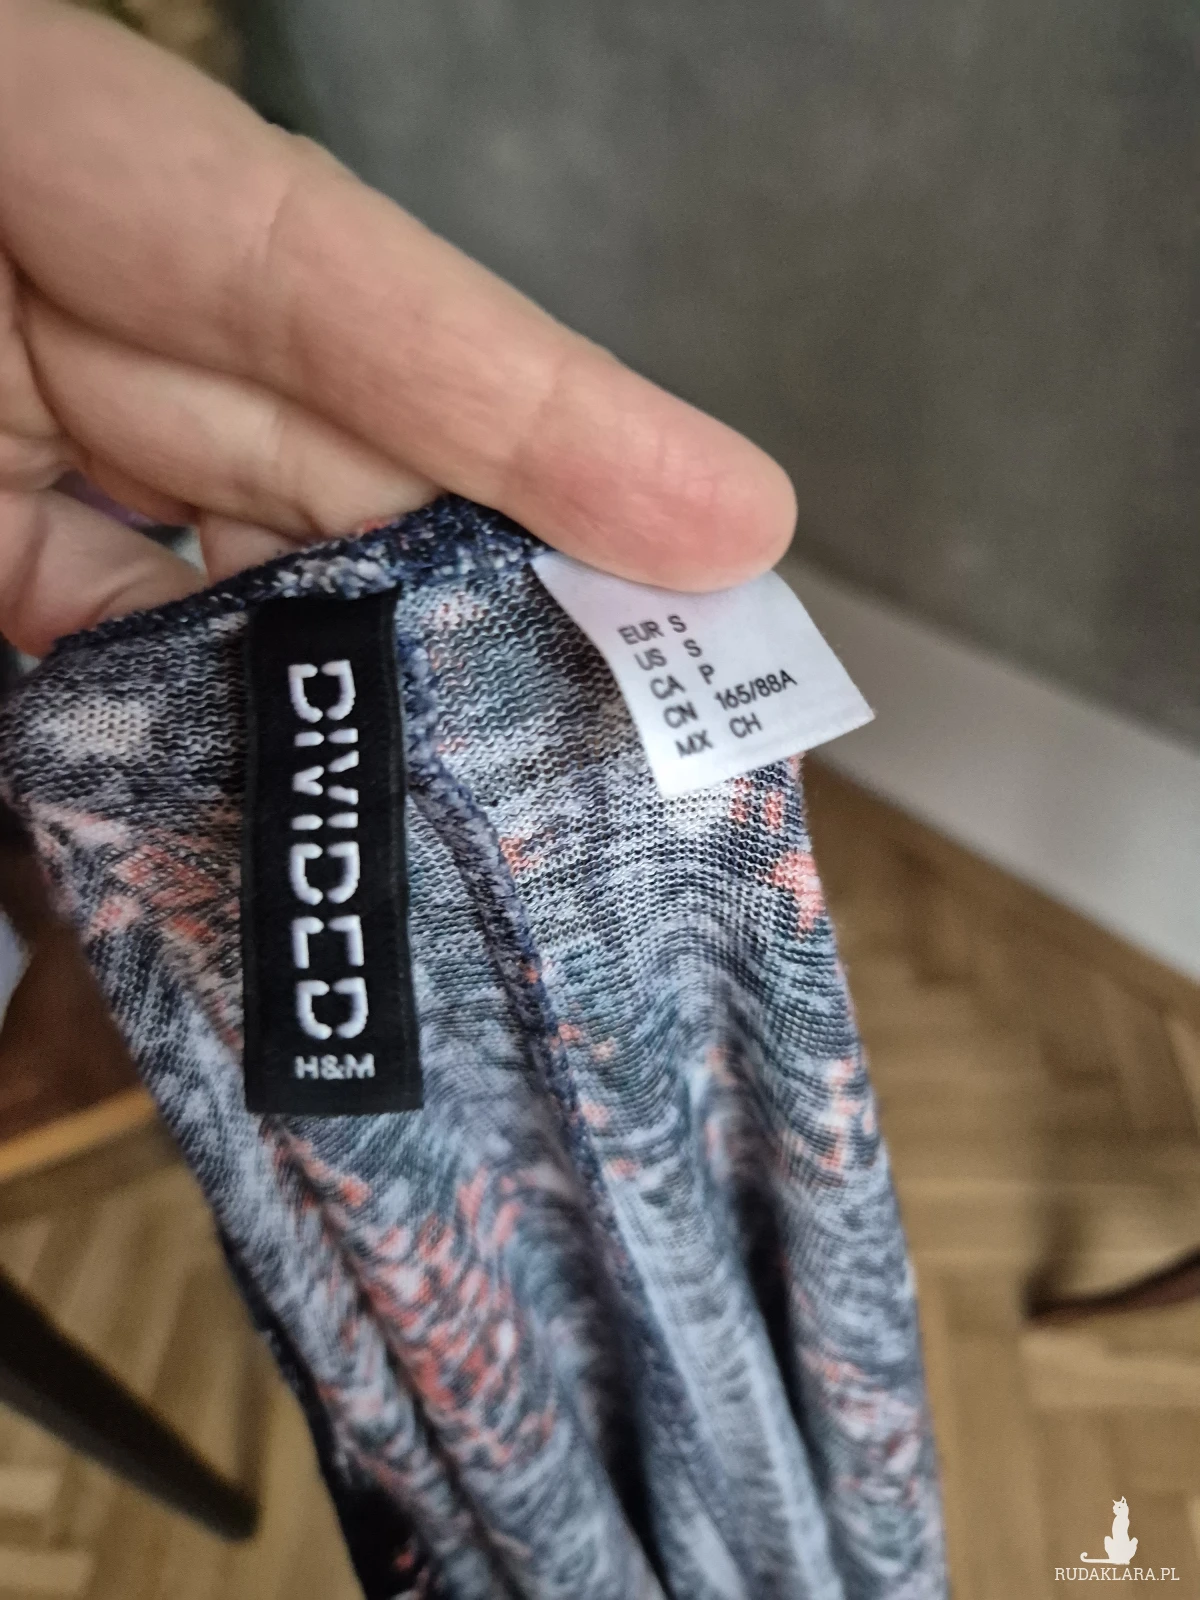 DIVIDED
H&M
EUR S
US S
CA P
CN 165/88A
MX CH
RUDAKLARA.PL